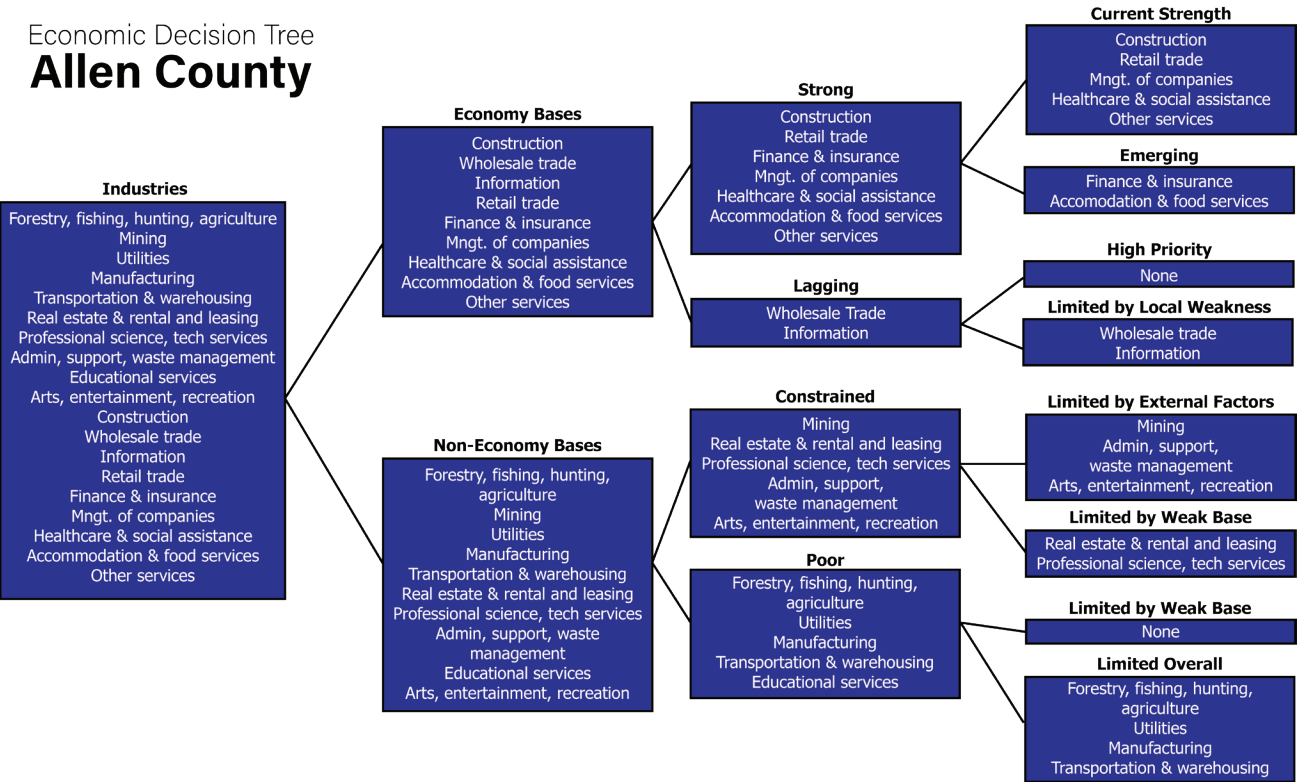 Economic Decision Tree
Allen County
Industries
Forestry, fishing, hunting, agriculture
Mining
Utilities
Manufacturing
Transportation & warehousing
Real estate & rental and leasing
Professional science, tech services
Admin, support, waste management
Educational services
Arts, entertainment, recreation
Construction
Wholesale trade
Information
Retail trade
Finance & insurance
Mngt. of companies
Healthcare & social assistance
Accommodation & food services
Other services
Economy Bases
Construction
Wholesale trade
Information
Retail trade
Finance & insurance
Mngt. of companies
Healthcare & social assistance
Accommodation & food services
Other services
Non-Economy Bases
Forestry, fishing, hunting,
agriculture
Mining
Utilities
Manufacturing
Transportation & warehousing
Real estate & rental and leasing
Professional science, tech services
Admin, support, waste
management
Educational services
Arts, entertainment, recreation
Strong
Construction
Retail trade
Finance & insurance
Mngt. of companies
Healthcare & social assistance
Accommodation & food services
Other services
Lagging
Wholesale Trade
Information
Constrained
Mining
Real estate & rental and leasing
Professional science, tech services
Admin, support,
waste management
Arts, entertainment, recreation
Poor
Forestry, fishing, hunting,
agriculture
Utilities
Manufacturing
Transportation & warehousing
Educational services
Current Strength
Construction
Retail trade
Mngt. of companies
Healthcare & social assistance
Other services
Emerging
Finance & insurance
Accomodation & food services
High Priority
None
Limited by Local Weakness
Wholesale trade
Information
Limited by External Factors
Mining
Admin, support,
waste management
Arts, entertainment, recreation
Limited by Weak Base
Real estate & rental and leasing
Professional science, tech services
Limited by Weak Base
None
Limited Overall
Forestry, fishing, hunting,
agriculture
Utilities
Manufacturing
Transportation & warehousing